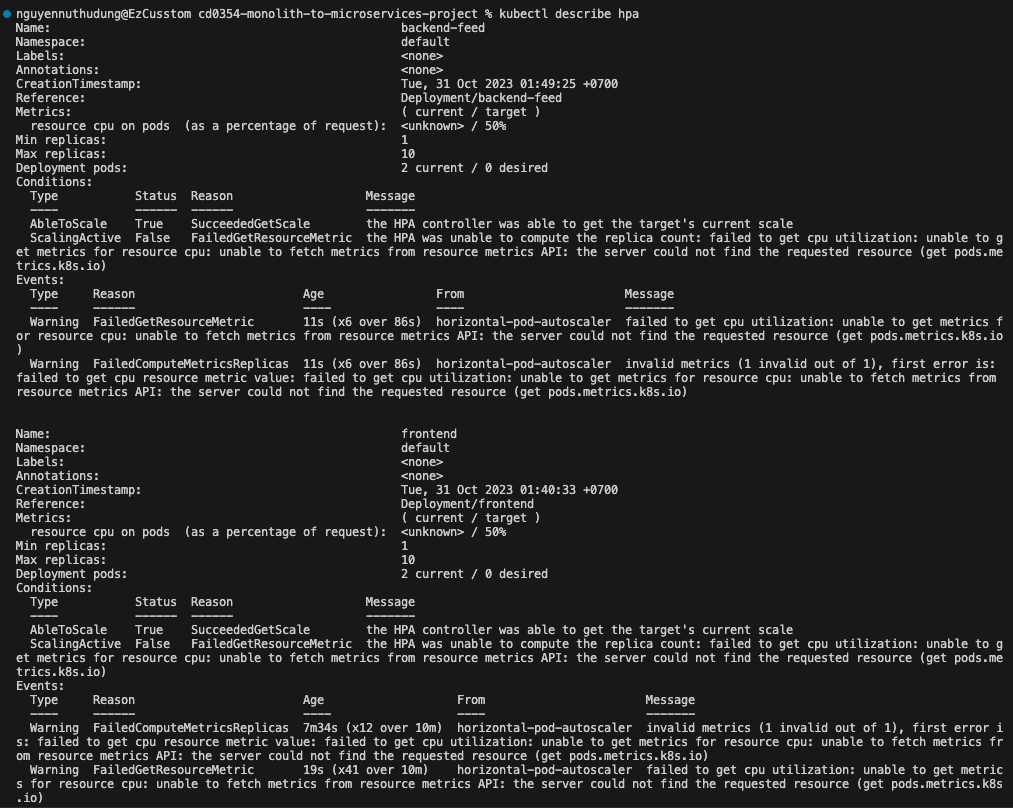 nguyennuthudung@EzCusstom cd0354-monolith-to-microservices-project % kubectl describe hpa
Name:                                                  backend-feed
Namespace:                                             default
Labels:                                                <none>
Annotations:                                           <none>
CreationTimestamp:                                     Tue, 31 Oct 2023 01:49:25 +0700
Reference:                                             Deployment/backend-feed
Metrics:                                               ( current / target )
  resource cpu on pods  (as a percentage of request):  <unknown> / 50%
Min replicas:                                          1
Max replicas:                                          10
Deployment pods:                                       2 current / 0 desired
Conditions:
  Type           Status  Reason                   Message
  ----           ------  ------                   -------
  AbleToScale    True    SucceededGetScale        the HPA controller was able to get the target's current scale
  ScalingActive  False   FailedGetResourceMetric  the HPA was unable to compute the replica count: failed to get cpu utilization: unable to g
et metrics for resource cpu: unable to fetch metrics from resource metrics API: the server could not find the requested resource (get pods.me
trics.k8s.io)
Events:
  Type     Reason                        Age                From                       Message
  ----     ------                        ----               ----                       -------
  Warning  FailedGetResourceMetric       11s (x6 over 86s)  horizontal-pod-autoscaler  failed to get cpu utilization: unable to get metrics f
or resource cpu: unable to fetch metrics from resource metrics API: the server could not find the requested resource (get pods.metrics.k8s.io
)
  Warning  FailedComputeMetricsReplicas  11s (x6 over 86s)  horizontal-pod-autoscaler  invalid metrics (1 invalid out of 1), first error is:
failed to get cpu resource metric value: failed to get cpu utilization: unable to get metrics for resource cpu: unable to fetch metrics from
resource metrics API: the server could not find the requested resource (get pods.metrics.k8s.io)
Name:                                                  frontend
Namespace:                                             default
Labels:                                                <none>
Annotations:                                           <none>
CreationTimestamp:                                     Tue, 31 Oct 2023 01:40:33 +0700
Reference:                                             Deployment/frontend
Metrics:                                               ( current / target )
  resource cpu on pods  (as a percentage of request):  <unknown> / 50%
Min replicas:                                          1
Max replicas:                                          10
Deployment pods:                                       2 current / 0 desired
Conditions:
  Type           Status  Reason                   Message
  ----           ------  ------                   -------
  AbleToScale    True    SucceededGetScale        the HPA controller was able to get the target's current scale
  ScalingActive  False   FailedGetResourceMetric  the HPA was unable to compute the replica count: failed to get cpu utilization: unable to g
et metrics for resource cpu: unable to fetch metrics from resource metrics API: the server could not find the requested resource (get pods.me
trics.k8s.io)
Events:
  Type     Reason                        Age                   From                       Message
  ----     ------                        ----                  ----                       -------
  Warning  FailedComputeMetricsReplicas  7m34s (x12 over 10m)  horizontal-pod-autoscaler  invalid metrics (1 invalid out of 1), first error i
s: failed to get cpu resource metric value: failed to get cpu utilization: unable to get metrics for resource cpu: unable to fetch metrics fr
om resource metrics API: the server could not find the requested resource (get pods.metrics.k8s.io)
  Warning  FailedGetResourceMetric       19s (x41 over 10m)    horizontal-pod-autoscaler  failed to get cpu utilization: unable to get metric
s for resource cpu: unable to fetch metrics from resource metrics API: the server could not find the requested resource (get pods.metrics.k8s
.io)